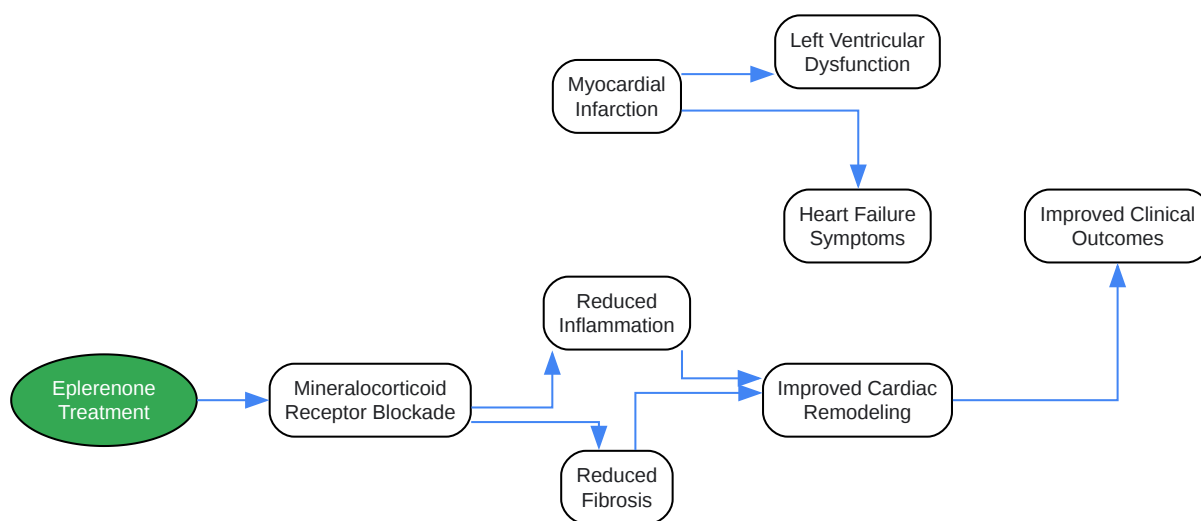 Left Ventricular
Dysfunction
Myocardial
Infarction
Heart Failure
Symptoms
Improved Clinical
Outcomes
Reduced
Inflammation
Eplerenone
Treatment
Mineralocorticoid
Receptor Blockade
Improved Cardiac
Remodeling
Reduced
Fibrosis